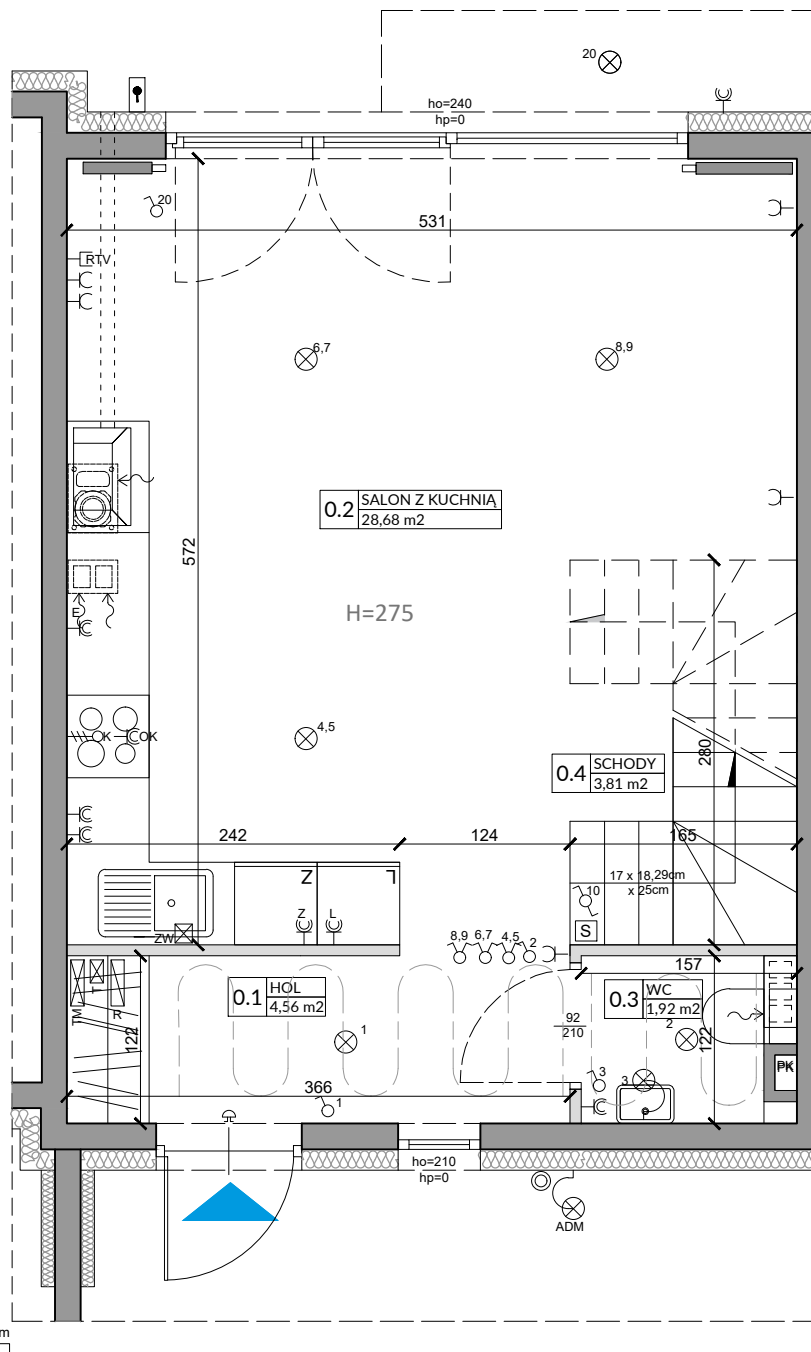 20
ho=240
hp=0
20
531
RTV
6,7
8,9
0.2 SALON Z KUCHNIĄ
28,68 m2
572
H=275
E
K
OK
4,5
0.4 SCHODY
3,81 m2
280
242
124
165
17 x 18,29cm
x 25cm
10
S
Z
L
Z
L
ZW
8,9
6,7
4,5
2
157
0.1 HOL
4,56 m2
0.3 WC
1,92 m2
TM
T
R
122
1
92
210
2
122
3
3
PK
366
1
ho=210
hp=0
ADM
m